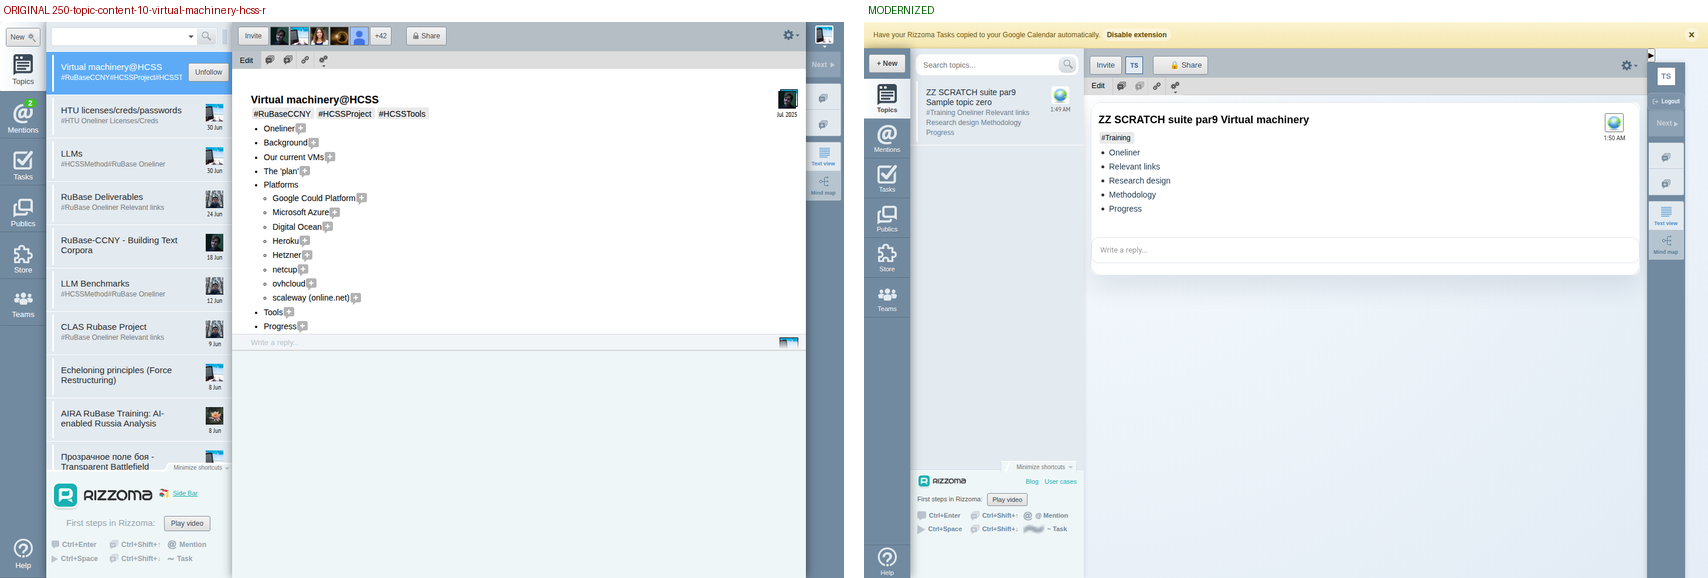 ORIGINAL 250-topic-content-10-virtual-machinery-hcss-r
New
Topics
2
Mentions
Tasks
Publics
Store
Teams
Help
Virtual machinery@HCSS
#RuBaseCCNY#HCSSProject#HCSST
Unfollow
HTU licenses/creds/passwords
#HTU Oneliner Licenses/Creds
30 Jun
LLMs
#HCSSMethod#RuBase Oneliner
30 Jun
RuBase Deliverables
#RuBase Oneliner Relevant links
24 Jun
RuBase-CCNY - Building Text
Corpora
18 Jun
LLM Benchmarks
#HCSSMethod#RuBase Oneliner
12 Jun
CLAS Rubase Project
#RuBase Oneliner Relevant links
9 Jun
Echeloning principles (Force
Restructuring)
8 Jun
AIRA RuBase Training: AI-
enabled Russia Analysis
8 Jun
Прозрачное поле боя -
Transparent Battlefield
Minimize shortcuts
RIZZOMA
Side Bar
First steps in Rizzoma:
Play video
Ctrl+Enter
Ctrl+Shift+↑
@ Mention
Ctrl+Space
Ctrl+Shift+↓
~ Task
Invite
+42
Share
Edit
Virtual machinery@HCSS
Jul 2025
#RuBaseCCNY #HCSSProject #HCSSTools
• Oneliner
• Background
• Our current VMs
• The 'plan'
• Platforms
◦ Google Could Platform
◦ Microsoft Azure
◦ Digital Ocean
◦ Heroku
◦ Hetzner
◦ netcup
◦ ovhcloud
◦ scaleway (online.net)
• Tools
• Progress
Write a reply...
Next
Text view
Mind map
MODERNIZED
Have your Rizzoma Tasks copied to your Google Calendar automatically. Disable extension
×
+ New
Topics
Mentions
Tasks
Publics
Store
Teams
Help
Search topics...
ZZ SCRATCH suite par9
Sample topic zero
#Training Oneliner Relevant links
Research design Methodology
Progress
1:49 AM
Minimize shortcuts
RIZZOMA
Blog
User cases
First steps in Rizzoma:
Play video
Ctrl+Enter
Ctrl+Shift+↑
@ @ Mention
Ctrl+Space
Ctrl+Shift+↓
~ Task
Invite
TS
Share
Edit
ZZ SCRATCH suite par9 Virtual machinery
1:50 AM
#Training
• Oneliner
• Relevant links
• Research design
• Methodology
• Progress
Write a reply...
TS
Logout
Next
Text view
Mind map